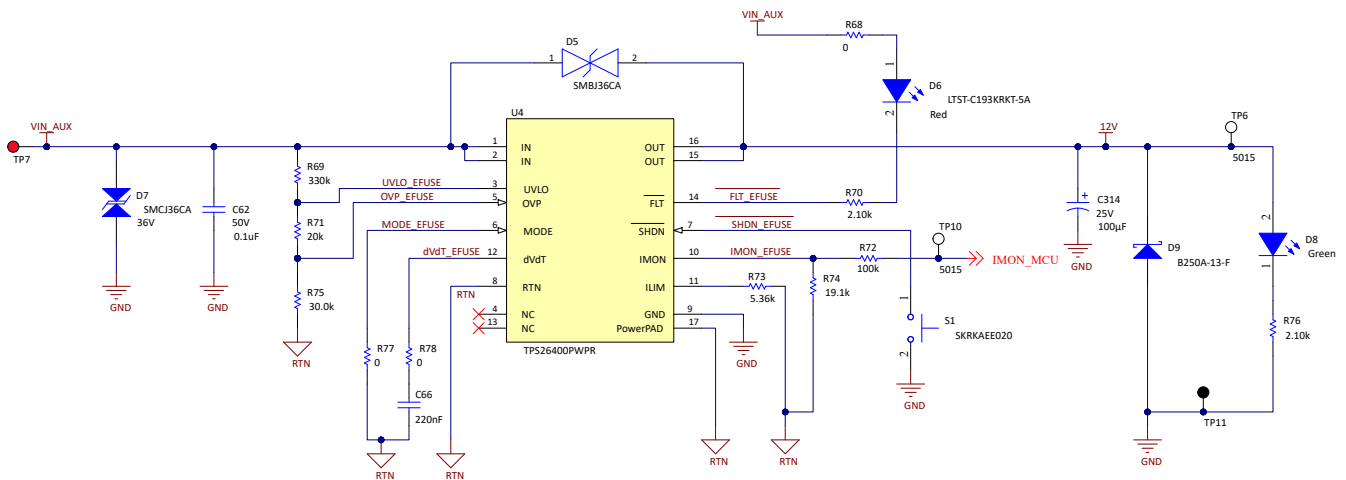 VIN_AUX
R68
0
D5
1
2
SMBJ36CA
1
D6
LTST-C193KRKT-5A
2
Red
U4
TP7
VIN_AUX
1
IN
OUT
16
2
IN
OUT
15
12V
TP6
5015
R69
330k
D7
SMCJ36CA
36V
C62
50V
0.1uF
UVLO_EFUSE
3
UVLO
OVP_EFUSE
5
OVP
FLT
14
FLT_EFUSE
R70
2.10k
C314
25V
100µF
GND
R71
20k
MODE_EFUSE
6
MODE
SHDN
7
SHDN_EFUSE
TP10
5015
2
D8
Green
1
D9
B250A-13-F
dVdT_EFUSE
12
dVdT
IMON
10
IMON_EFUSE
R72
100k
IMON_MCU
GND
GND
R75
30.0k
RTN
RTN
8
RTN
ILIM
11
R73
5.36k
R74
19.1k
4
NC
GND
9
13
NC
PowerPAD
17
TPS26400PWPR
GND
1
S1
SKRKAEE020
2
GND
R76
2.10k
R77
0
R78
0
C66
220nF
TP11
RTN
RTN
RTN
RTN
GND